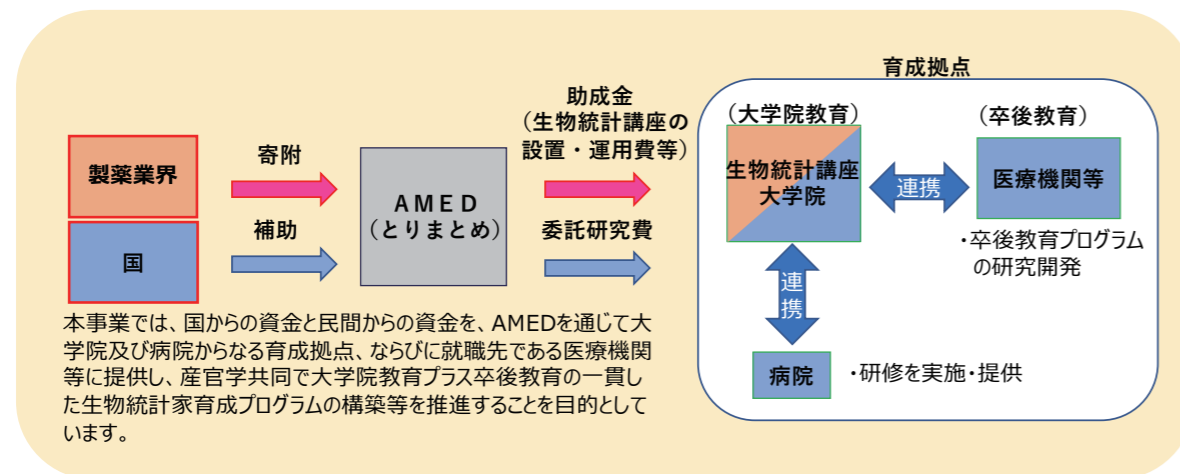 製薬業界
国
寄附
補助
ＡＭＥＤ
（とりまとめ）
助成金
（生物統計講座の
設置・運用費等）
委託研究費
育成拠点
（大学院教育）
生物統計講座
大学院
連携
（卒後教育）
医療機関等
・卒後教育プログラム
の研究開発
連
携
病院
・研修を実施・提供
本事業では、国からの資金と民間からの資金を、AMEDを通じて大
学院及び病院からなる育成拠点、ならびに就職先である医療機関
等に提供し、産官学共同で大学院教育プラス卒後教育の一貫し
た生物統計家育成プログラムの構築等を推進することを目的として
います。